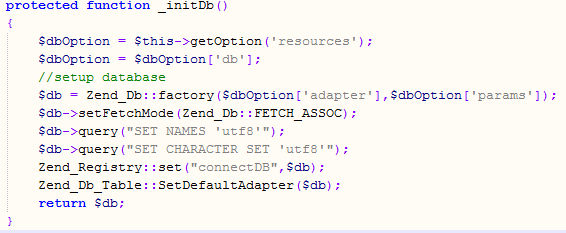 protected function _initDb()
{
$dbOption = $this->getOption('resources');
$dbOption = $dbOption['db'];
//setup database
$db = Zend_Db::factory($dbOption['adapter'],$dbOption['params']);
$db->setFetchMode(Zend_Db::FETCH_ASSOC);
$db->query("SET NAMES 'utf8'");
$db->query("SET CHARACTER SET 'utf8'");
Zend_Registry::set("connectDB",$db);
Zend_Db_Table::SetDefaultAdapter($db);
return $db;
}